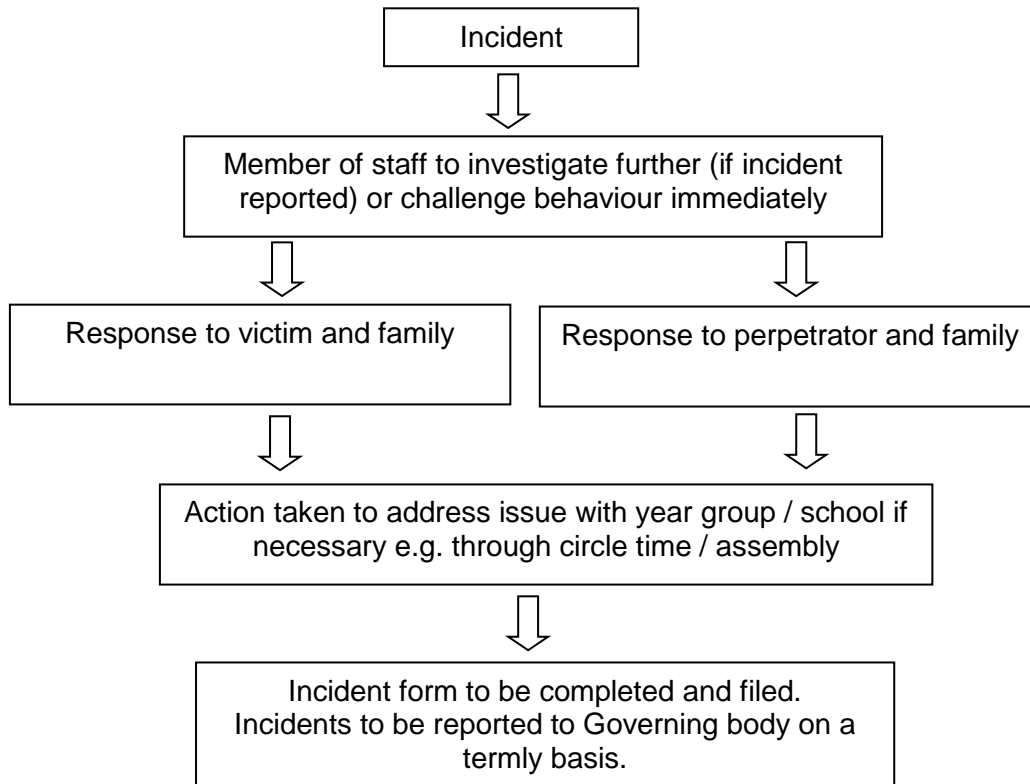 Incident
Member of staff to investigate further (if incident
reported) or challenge behaviour immediately
Response to victim and family
Response to perpetrator and family
Action taken to address issue with year group / school if
necessary e.g. through circle time / assembly
Incident form to be completed and filed.
Incidents to be reported to Governing body on a
termly basis.